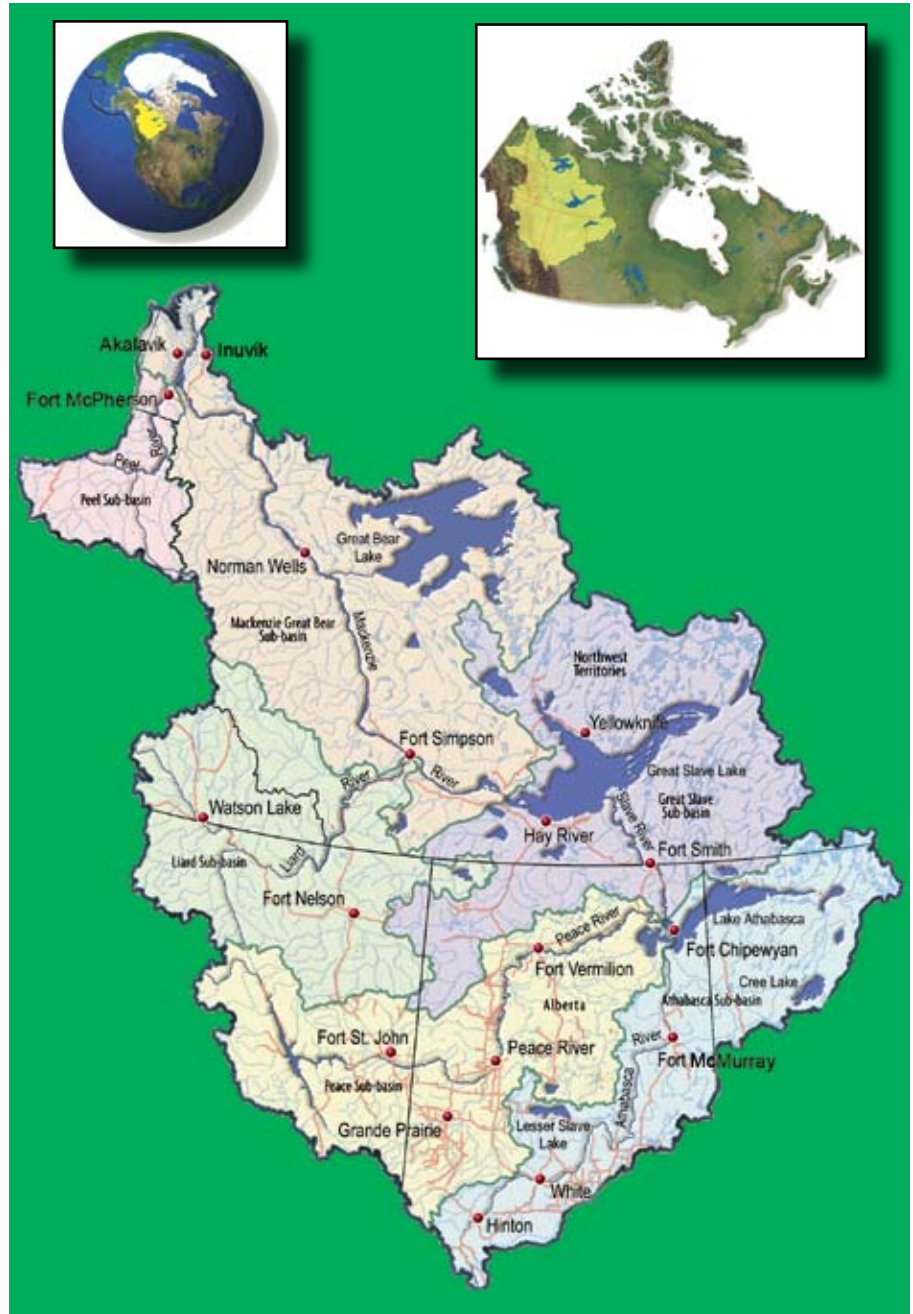 Akalavik
Inuvik
Fort McPherson
Peel
River
Peel Sub-basin
Great Bear
Lake
Norman Wells
Mackenzie Great Bear
Sub-basin
Mackenzie
Northwest
Territories
Yellowknife
Fort Simpson
River
River
Great Slave Lake
Great Slave
Sub-basin
Slave River
Watson Lake
Hay River
Liard
Liard Sub-basin
Fort Smith
Fort Nelson
Peace River
Lake Athabasca
Fort Chipewyan
Fort Vermilion
Cree Lake
Alberta
Athabasca Sub-basin
Fort St. John
River
Peace River
Fort McMurray
Peace Sub-basin
Athabasca
Grande Prairie
Lesser Slave
Lake
White
Hinton